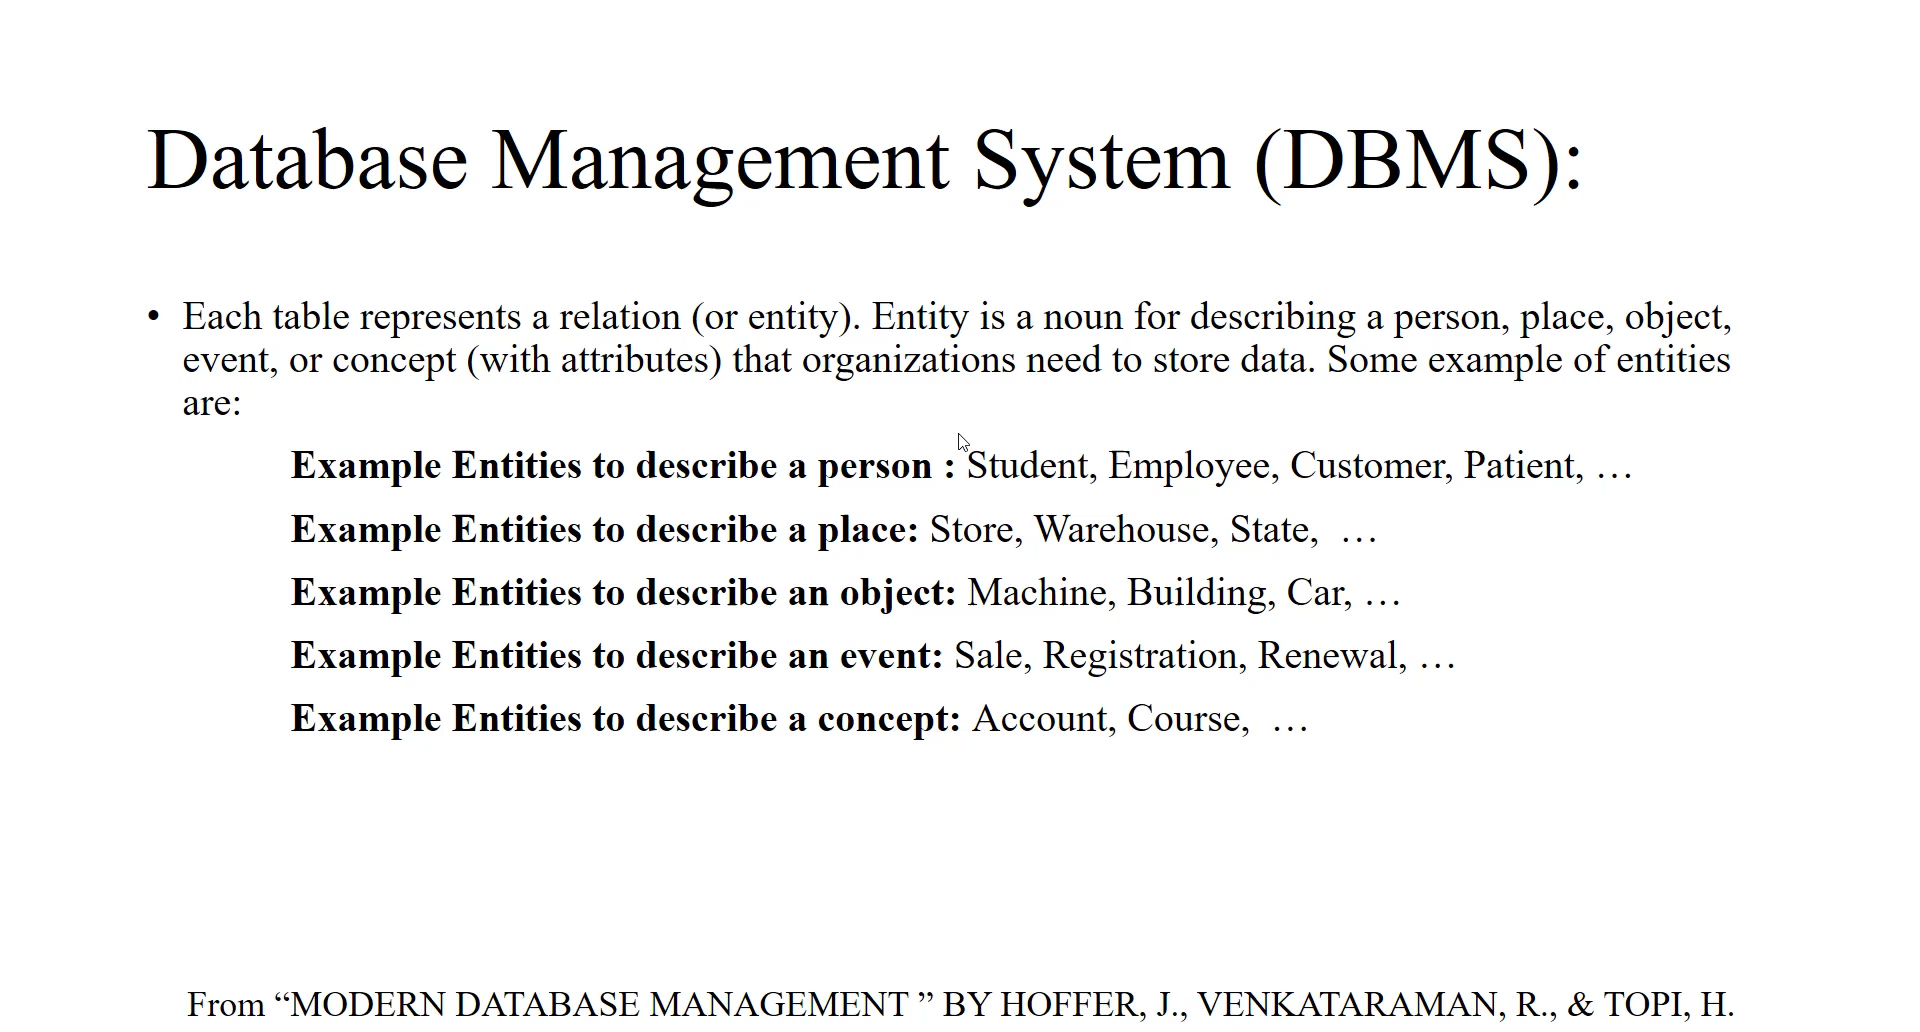 Database Management System (DBMS):
• Each table represents a relation (or entity). Entity is a noun for describing a person, place, object,
event, or concept (with attributes) that organizations need to store data. Some example of entities
are:
Example Entities to describe a person : Student, Employee, Customer, Patient, …
Example Entities to describe a place: Store, Warehouse, State,  …
Example Entities to describe an object: Machine, Building, Car, …
Example Entities to describe an event: Sale, Registration, Renewal, …
Example Entities to describe a concept: Account, Course,  …
From “MODERN DATABASE MANAGEMENT ” BY HOFFER, J., VENKATARAMAN, R., & TOPI, H.